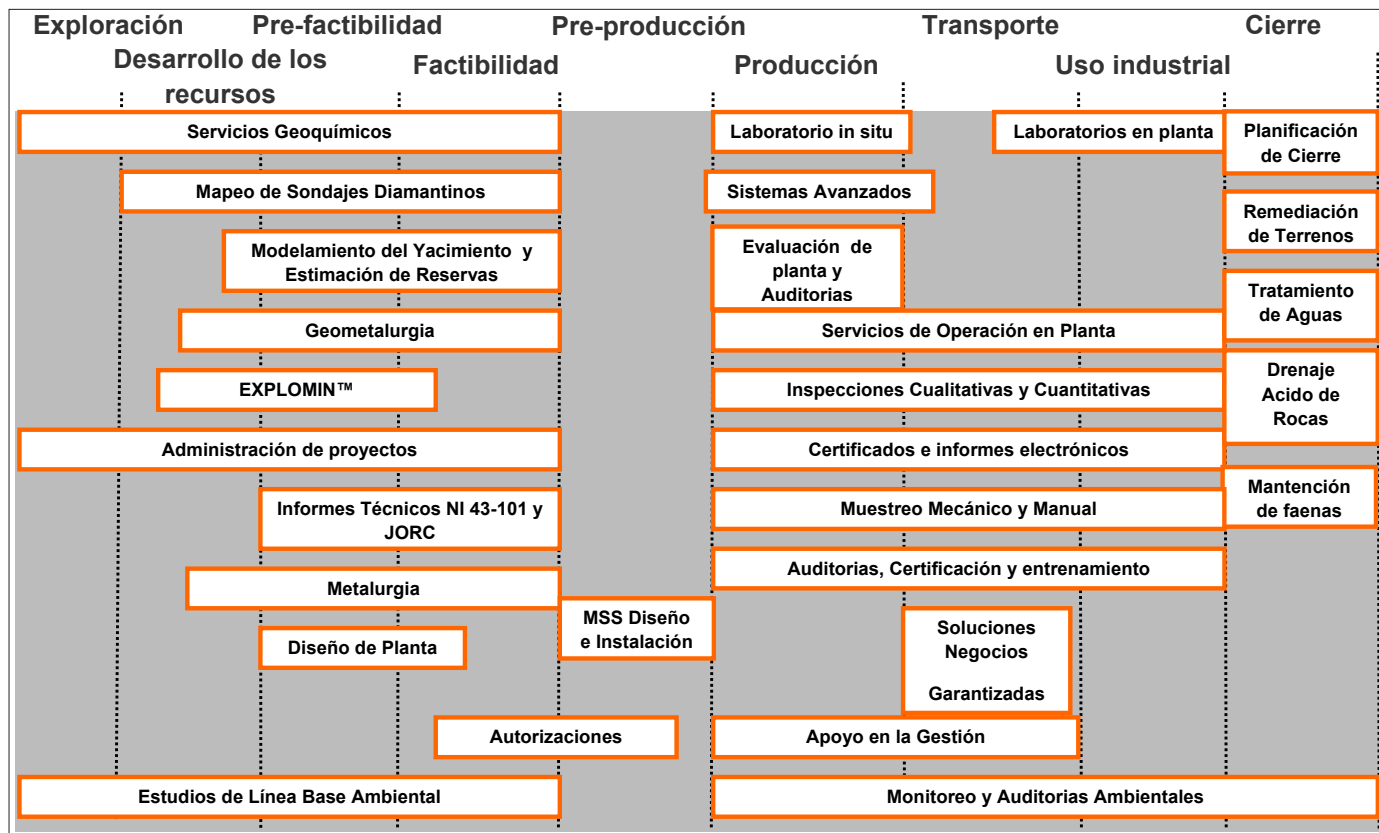 Exploración
Pre-factibilidad
Pre-producción
Transporte
Cierre
Desarrollo de los
recursos
Factibilidad
Producción
Uso industrial
Servicios Geoquímicos
Laboratorio in situ
Laboratorios en planta
Planificación
de Cierre
Mapeo de Sondajes Diamantinos
Sistemas Avanzados
Remediación
de Terrenos
Modelamiento del Yacimiento y
Estimación de Reservas
Evaluación de
planta y
Auditorias
Tratamiento
de Aguas
Geometalurgia
Servicios de Operación en Planta
EXPLOMIN™
Inspecciones Cualitativas y Cuantitativas
Drenaje
Acido de
Rocas
Administración de proyectos
Certificados e informes electrónicos
Informes Técnicos NI 43-101 y
JORC
Muestreo Mecánico y Manual
Mantención
de faenas
Metalurgia
Auditorias, Certificación y entrenamiento
MSS Diseño
e Instalación
Diseño de Planta
Soluciones
Negocios
Garantizadas
Autorizaciones
Apoyo en la Gestión
Estudios de Línea Base Ambiental
Monitoreo y Auditorias Ambientales